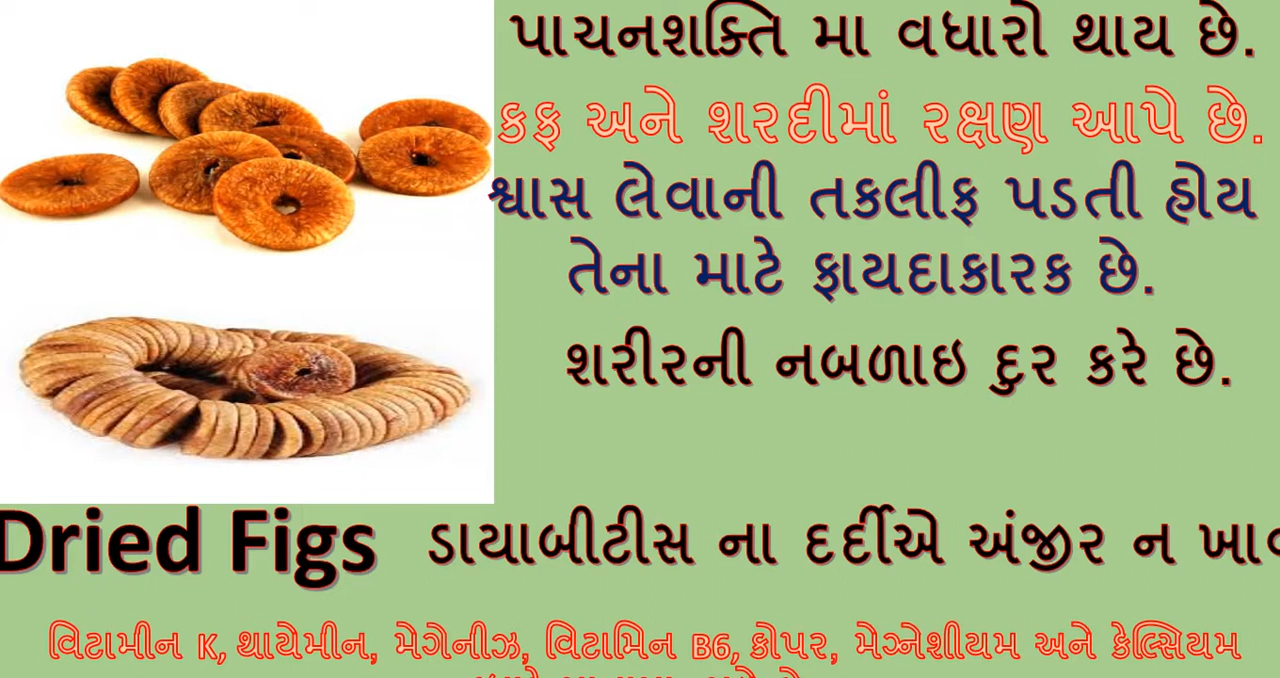 પાચનશક્તિ મા વધારો થાય છે.
કફ અને શરદીમાં રક્ષણ આપે છે.
શ્વાસ લેવાની તકલીફ પડતી હોય
તેના માટે ફાયદાકારક છે.
શરીરની નબળાઇ દુર કરે છે.
Dried Figs
ડાયાબીટીસ ના દર્દીએ અંજીર ન
વિટામીન K, થાયેમીન, મેગેનીઝ, વિટામિન B6, કોપર, મેગ્નેશીયમ અને કેલ્સિયમ